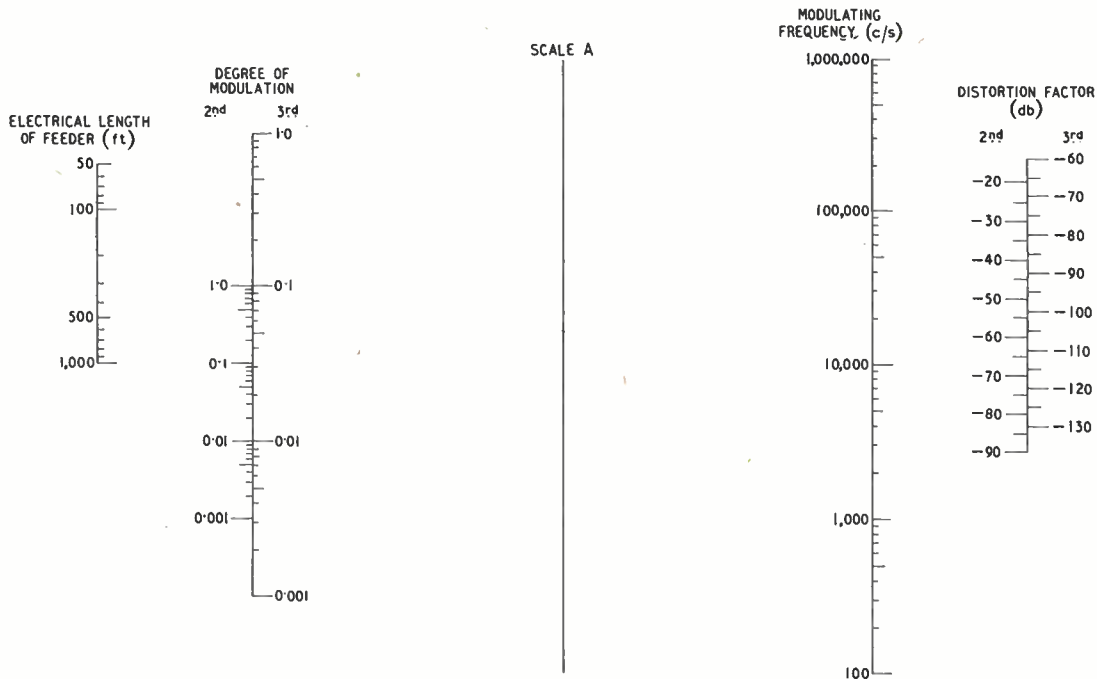 ELECTRICAL LENGTH
OF FEEDER (ft)
50
100
500
1,000
DEGREE OF
MODULATION
2nd 3rd
1·0
1·0 0·1
0·1
0·01 0·01
0·001
0·001
SCALE A
MODULATING
FREQUENCY (c/s)
1,000,000
100,000
10,000
1,000
100
DISTORTION FACTOR
(db)
2nd 3rd
-60
-20
-70
-30
-80
-40
-90
-50
-100
-60
-110
-70
-120
-80
-130
-90